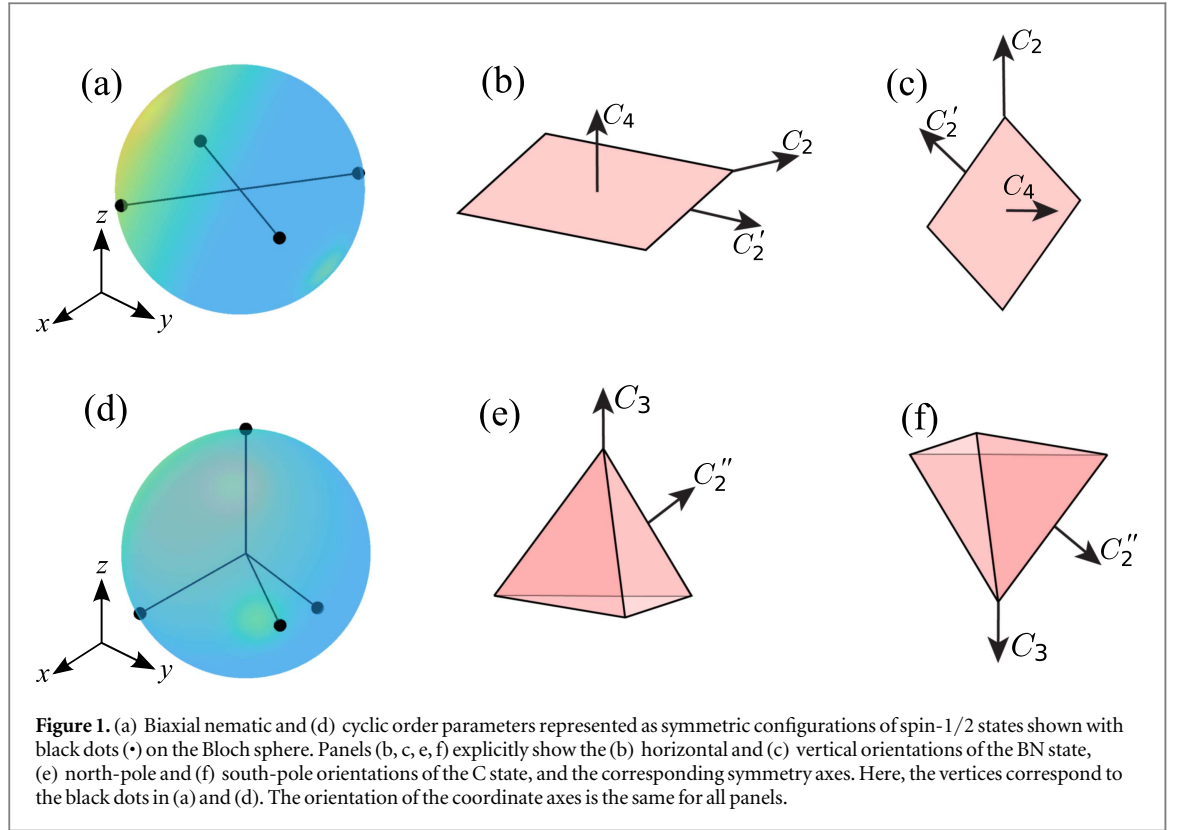 (a)
z
x
y
(b)
C₄
C₂
C₂′
(c)
C₂
C₂′
C₄
(d)
z
x
y
(e)
C₃
C₂″
(f)
C₂″
C₃
Figure 1. (a) Biaxial nematic and (d) cyclic order parameters represented as symmetric configurations of spin-1/2 states shown with
black dots (•) on the Bloch sphere. Panels (b, c, e, f) explicitly show the (b) horizontal and (c) vertical orientations of the BN state,
(e) north-pole and (f) south-pole orientations of the C state, and the corresponding symmetry axes. Here, the vertices correspond to
the black dots in (a) and (d). The orientation of the coordinate axes is the same for all panels.